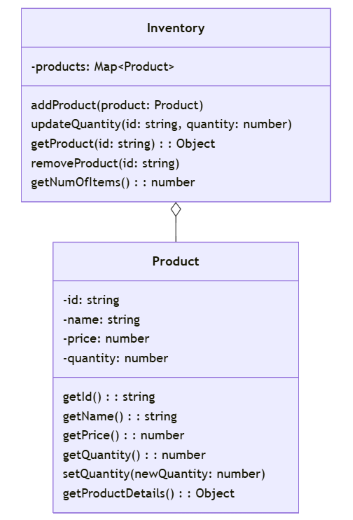 Inventory
-products: Map<Product>
addProduct(product: Product)
updateQuantity(id: string, quantity: number)
getProduct(id: string) : : Object
removeProduct(id: string)
getNumOfItems() : : number
Product
-id: string
-name: string
-price: number
-quantity: number
getId() : : string
getName() : : string
getPrice() : : number
getQuantity() : : number
setQuantity(newQuantity: number)
getProductDetails() : : Object